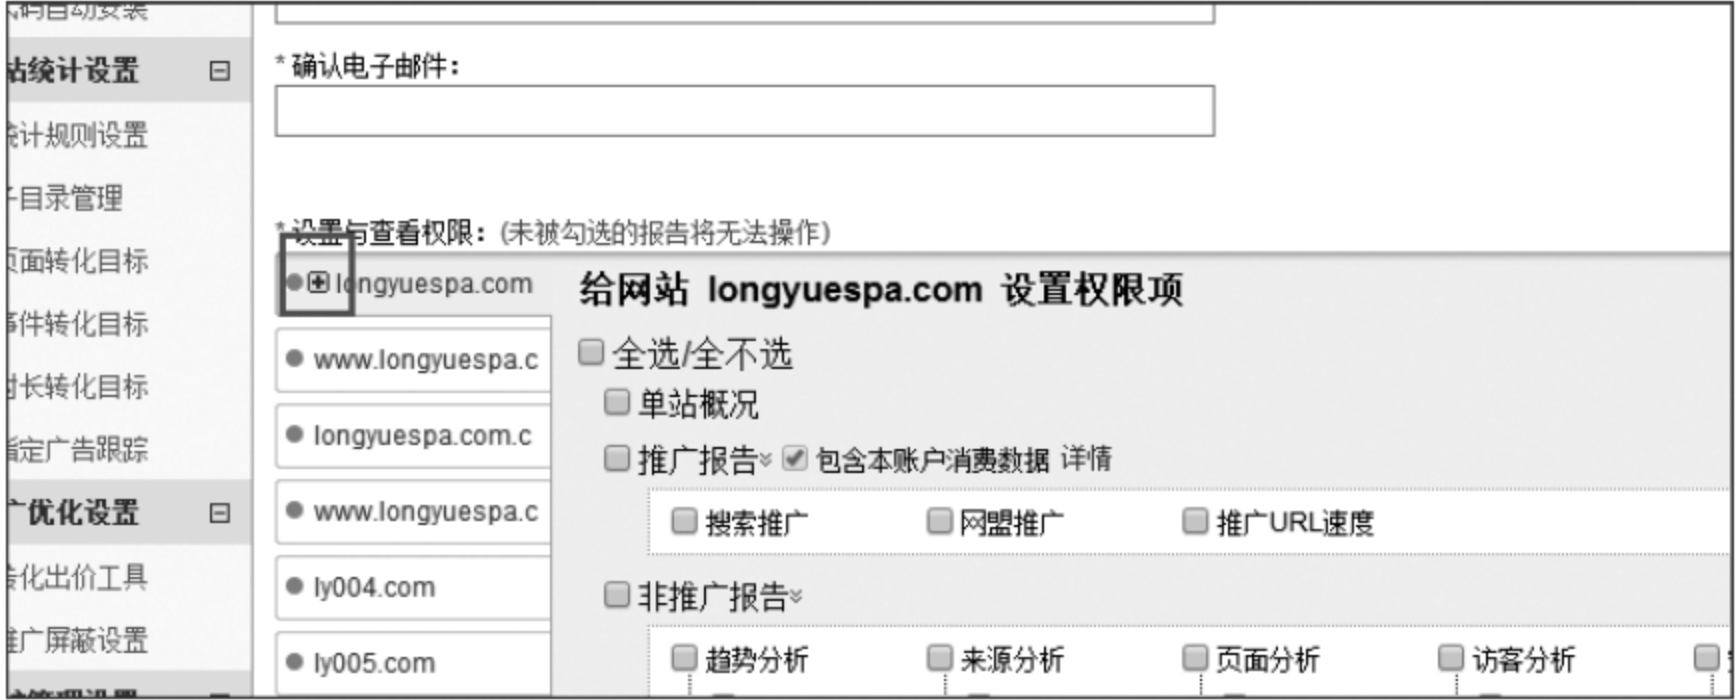 码自动安装
站统计设置
统计规则设置
子目录管理
页面转化目标
事件转化目标
时长转化目标
指定广告跟踪
广优化设置
转化出价工具
推广屏蔽设置
* 确认电子邮件：
* 设置与查看权限：(未被勾选的报告将无法操作)
longyuespa.com
www.longyuespa.c
longyuespa.com.c
www.longyuespa.c
ly004.com
ly005.com
给网站 longyuespa.com 设置权限项
全选/全不选
单站概况
推广报告 包含本账户消费数据 详情
搜索推广 网盟推广 推广URL速度
非推广报告
趋势分析 来源分析 页面分析 访客分析